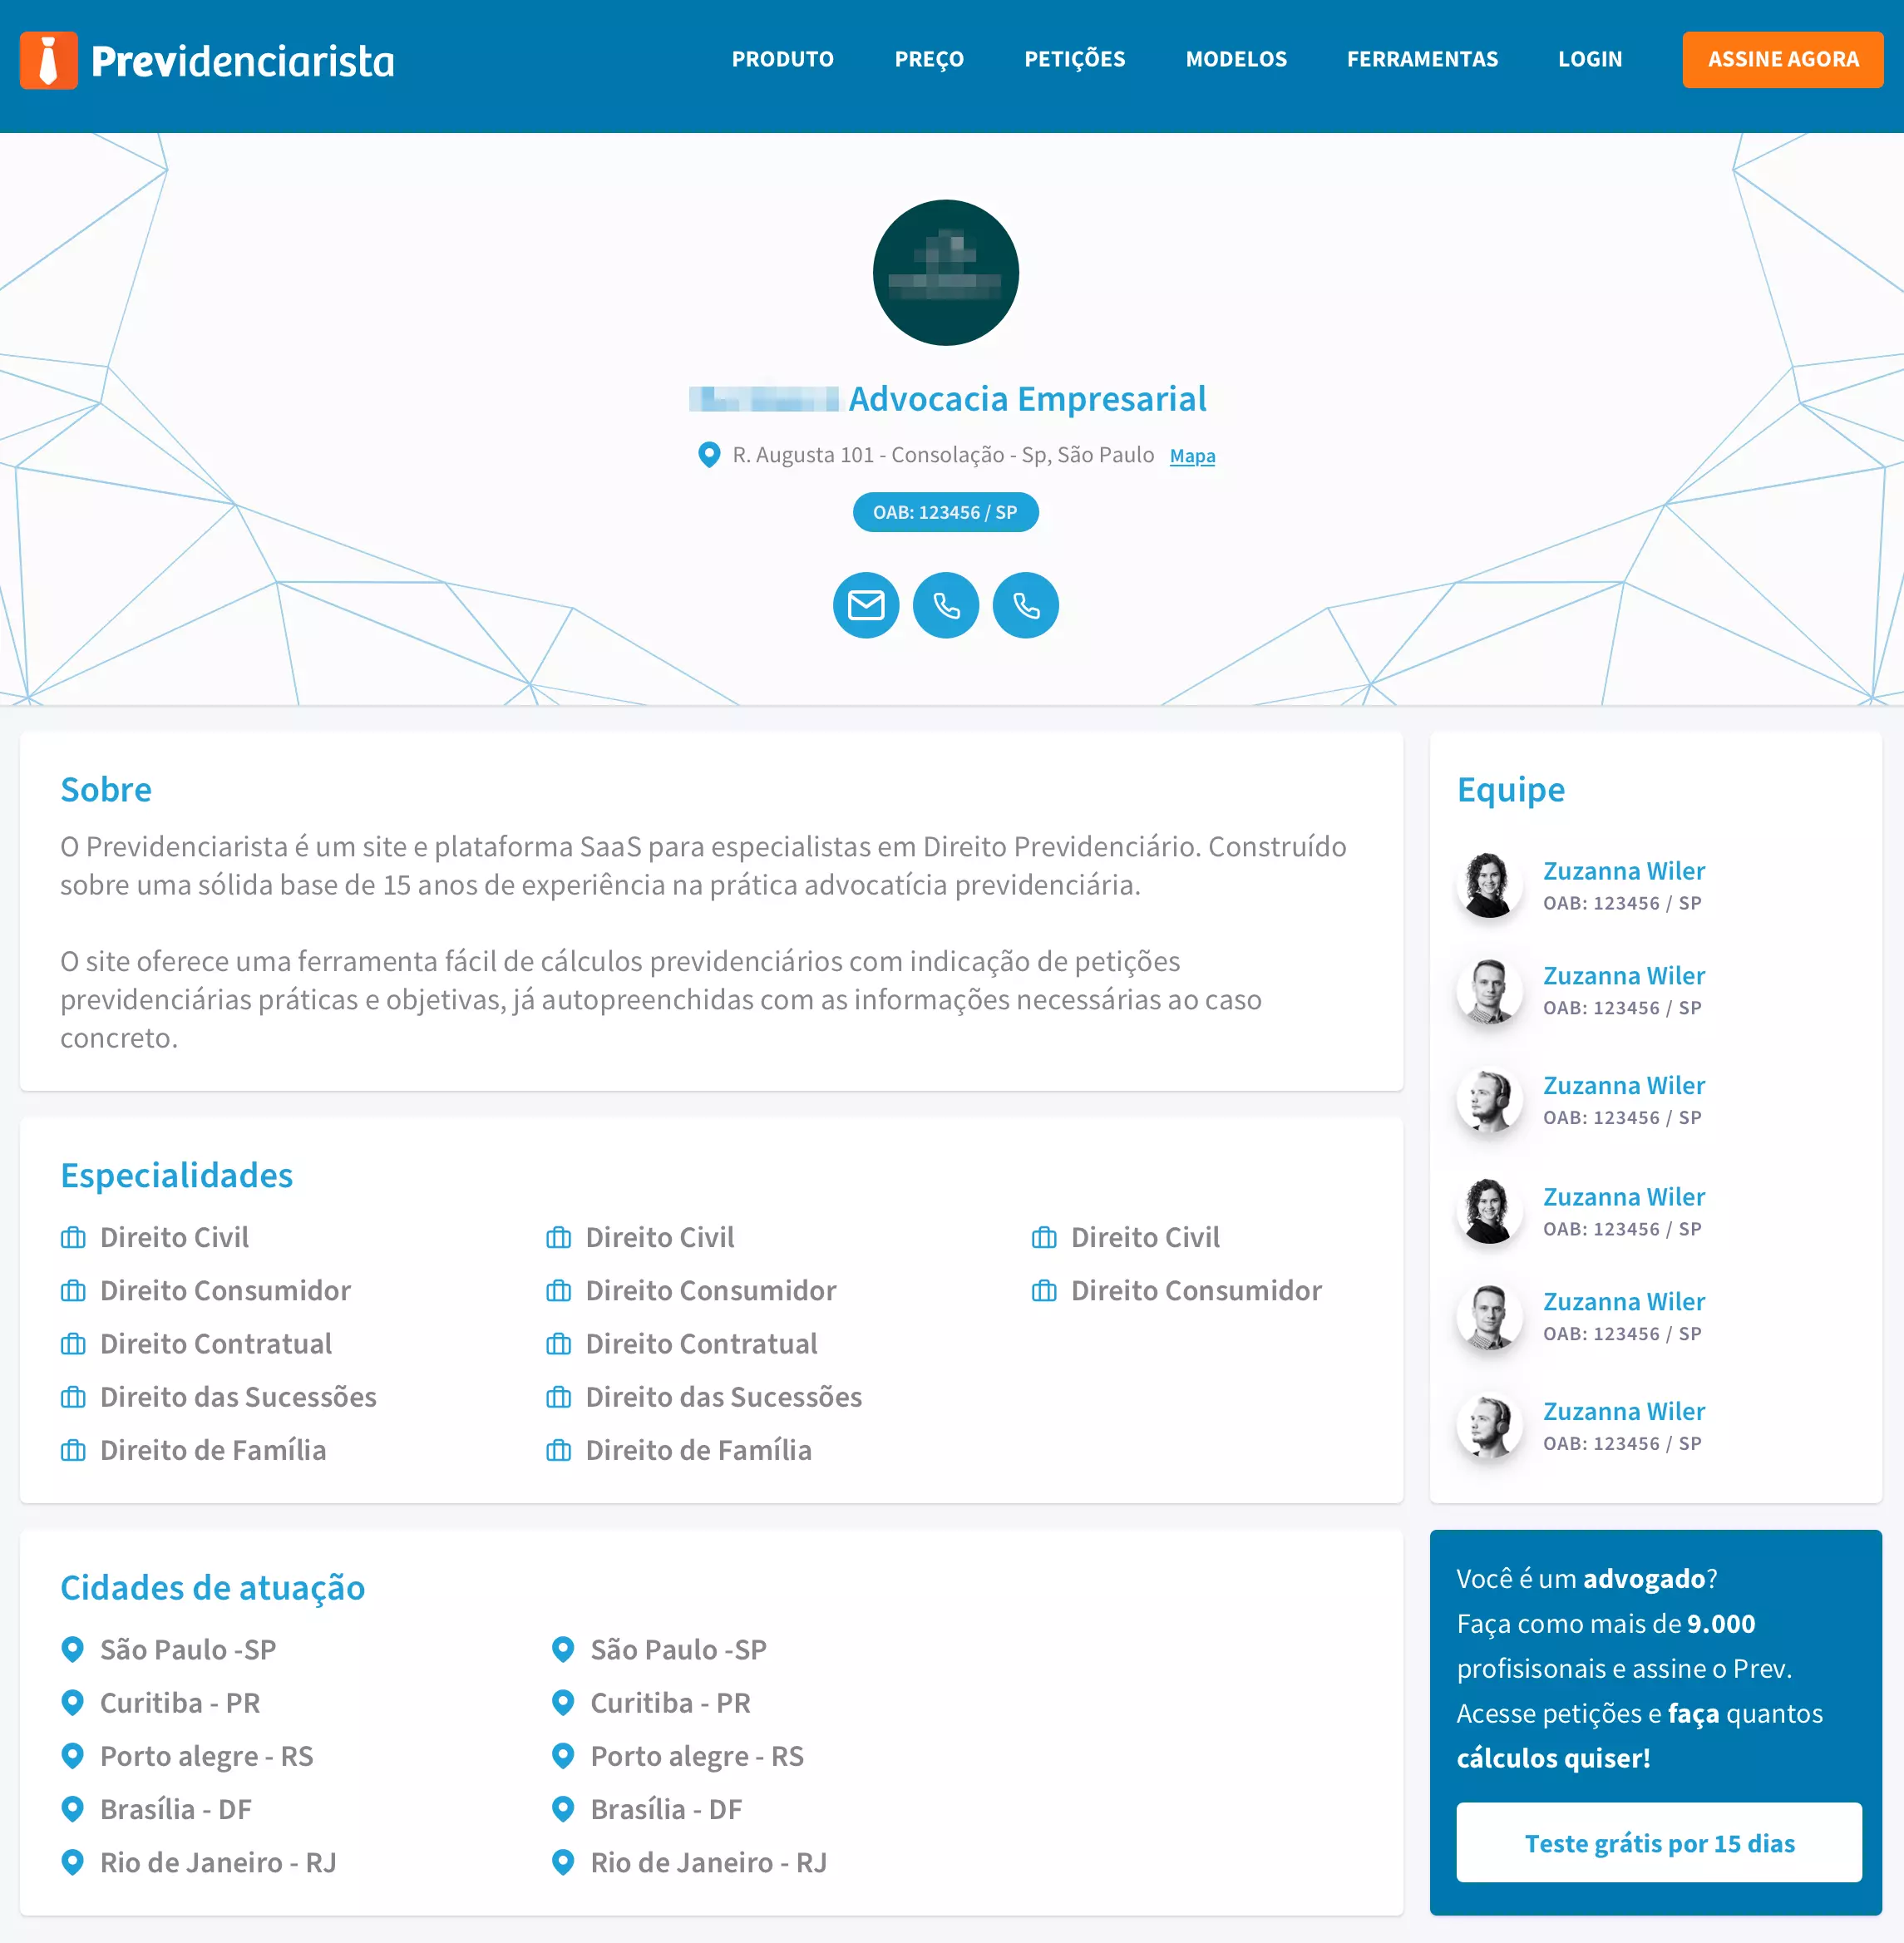 Previdenciarista
PRODUTO
PREÇO
PETIÇÕES
MODELOS
FERRAMENTAS
LOGIN
ASSINE AGORA
Advocacia Empresarial
R. Augusta 101 - Consolação - Sp, São Paulo Mapa
OAB: 123456 / SP
Sobre
O Previdenciarista é um site e plataforma SaaS para especialistas em Direito Previdenciário. Construído
sobre uma sólida base de 15 anos de experiência na prática advocatícia previdenciária.
O site oferece uma ferramenta fácil de cálculos previdenciários com indicação de petições
previdenciárias práticas e objetivas, já autopreenchidas com as informações necessárias ao caso
concreto.
Especialidades
Direito Civil
Direito Consumidor
Direito Contratual
Direito das Sucessões
Direito de Família
Direito Civil
Direito Consumidor
Direito Contratual
Direito das Sucessões
Direito de Família
Direito Civil
Direito Consumidor
Cidades de atuação
São Paulo -SP
Curitiba - PR
Porto alegre - RS
Brasília - DF
Rio de Janeiro - RJ
São Paulo -SP
Curitiba - PR
Porto alegre - RS
Brasília - DF
Rio de Janeiro - RJ
Equipe
Zuzanna Wiler
OAB: 123456 / SP
Zuzanna Wiler
OAB: 123456 / SP
Zuzanna Wiler
OAB: 123456 / SP
Zuzanna Wiler
OAB: 123456 / SP
Zuzanna Wiler
OAB: 123456 / SP
Zuzanna Wiler
OAB: 123456 / SP
Você é um advogado?
Faça como mais de 9.000
profisisonais e assine o Prev.
Acesse petições e faça quantos
cálculos quiser!
Teste grátis por 15 dias